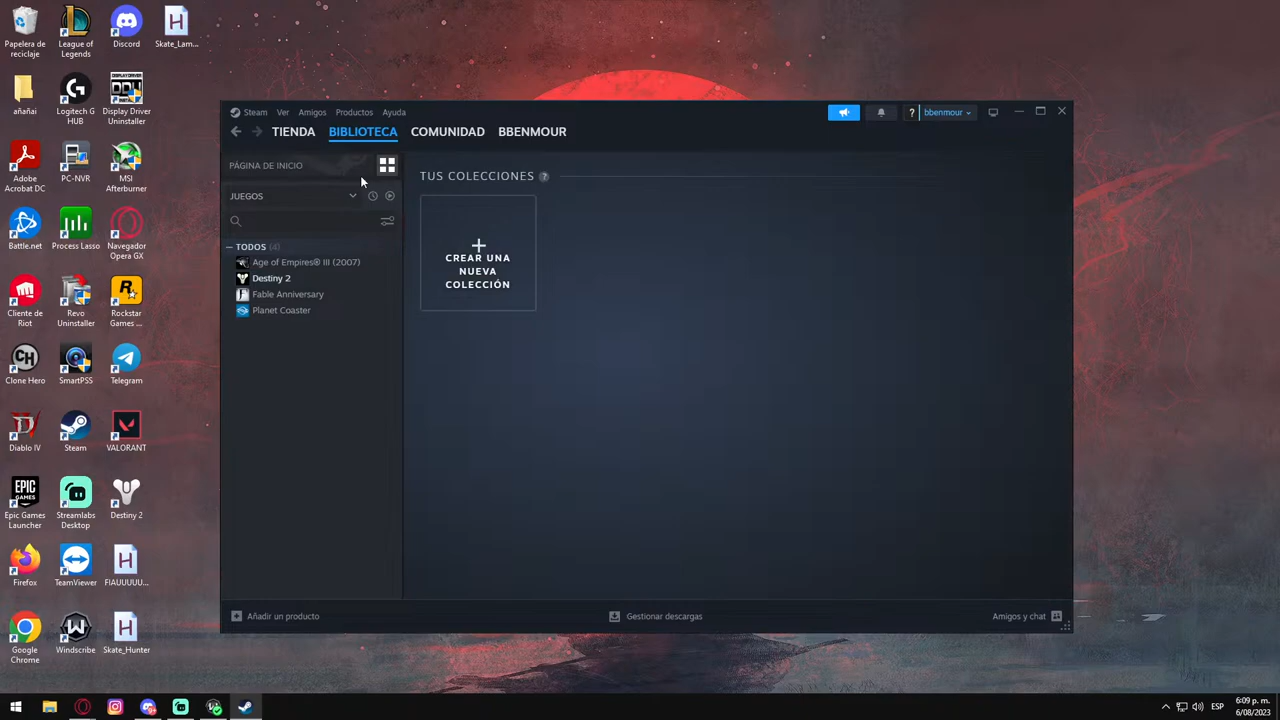 Papelera de
reciclaje
League of
Legends
Discord
Skate_Lam...
añañai
Logitech G
HUB
DISPLAY DRIVER
DDU
Display Driver
Uninstaller
Adobe
Acrobat DC
PC-NVR
MSI
Afterburner
Battle.net
Process Lasso
Navegador
Opera GX
Cliente de
Riot
Revo
Uninstaller
Rockstar
Games ...
Clone Hero
SmartPSS
Telegram
Diablo IV
Steam
VALORANT
Epic Games
Launcher
Streamlabs
Desktop
Destiny 2
Firefox
TeamViewer
FIAUUUUU...
Google
Chrome
Windscribe
Skate_Hunter
Steam Ver Amigos Productos Ayuda
? bbenmour
TIENDA BIBLIOTECA COMUNIDAD BBENMOUR
PÁGINA DE INICIO
JUEGOS
TODOS (4)
Age of Empires® III (2007)
Destiny 2
Fable Anniversary
Planet Coaster
TUS COLECCIONES ?
+
CREAR UNA
NUEVA
COLECCIÓN
Añadir un producto
Gestionar descargas
Amigos y chat
ESP
6:09 p. m.
6/08/2023